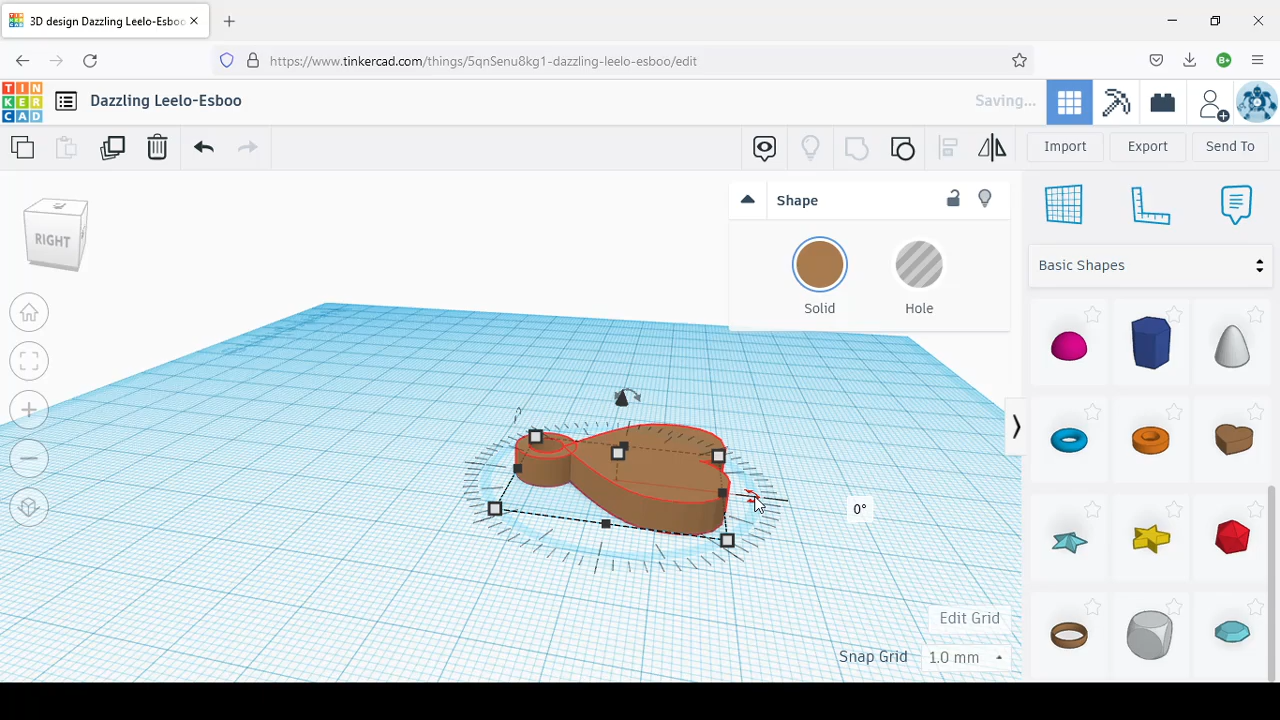 3D design Dazzling Leelo-Esboo
https://www.tinkercad.com/things/5qnSenu8kg1-dazzling-leelo-esboo/edit
B+
TIN
KER
CAD
Dazzling Leelo-Esboo
Saving...
Import
Export
Send To
Shape
RIGHT
Solid
Hole
Basic Shapes
0°
Edit Grid
Snap Grid
1.0 mm